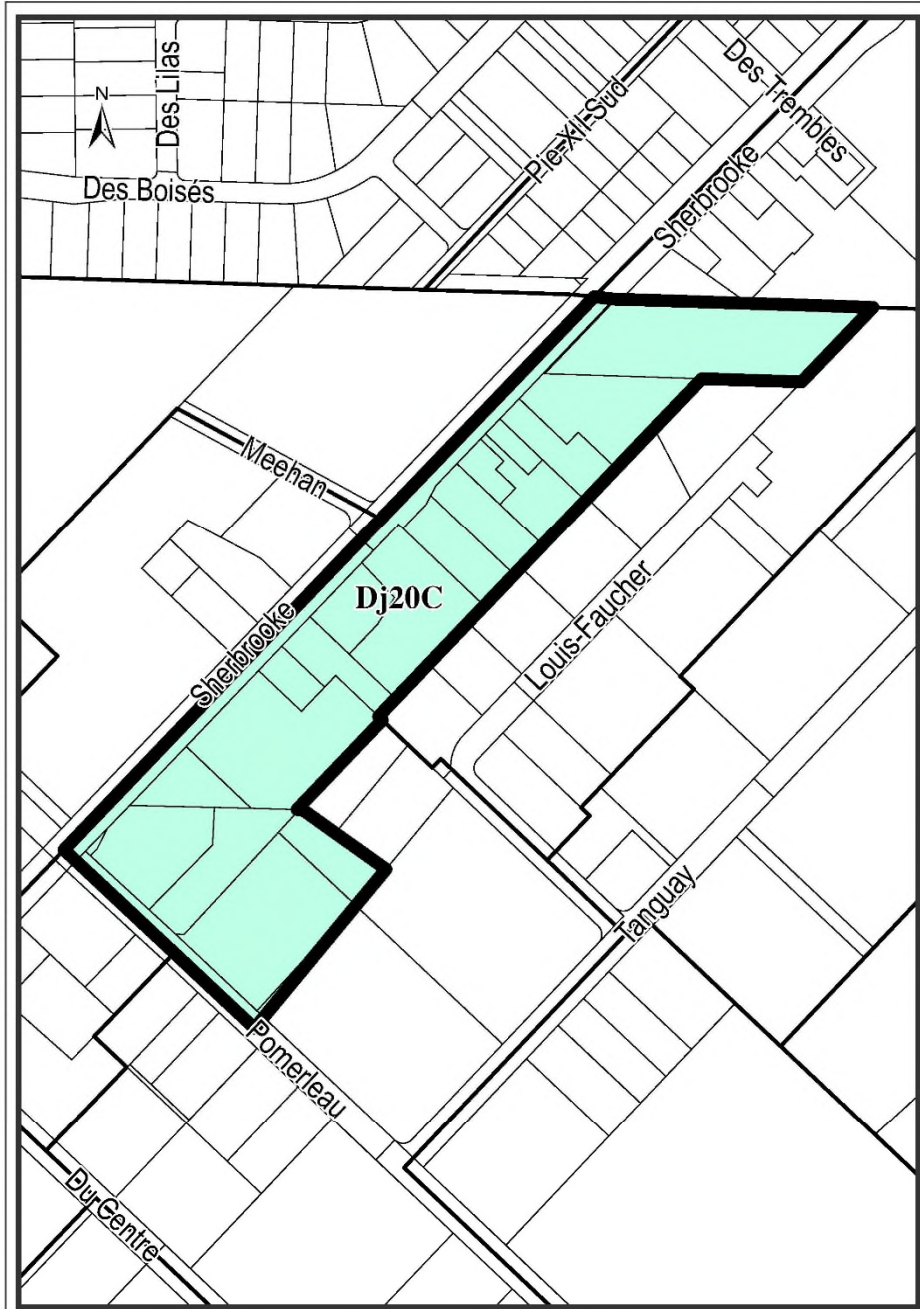 Des Lilas
Pie-XII-Sud
Des Trembles
N
Sherbrooke
Des Boisés
Meehan
Dj20C
Louis-Faucher
Sherbrooke
Tanguay
Pomerleau
Du Centre